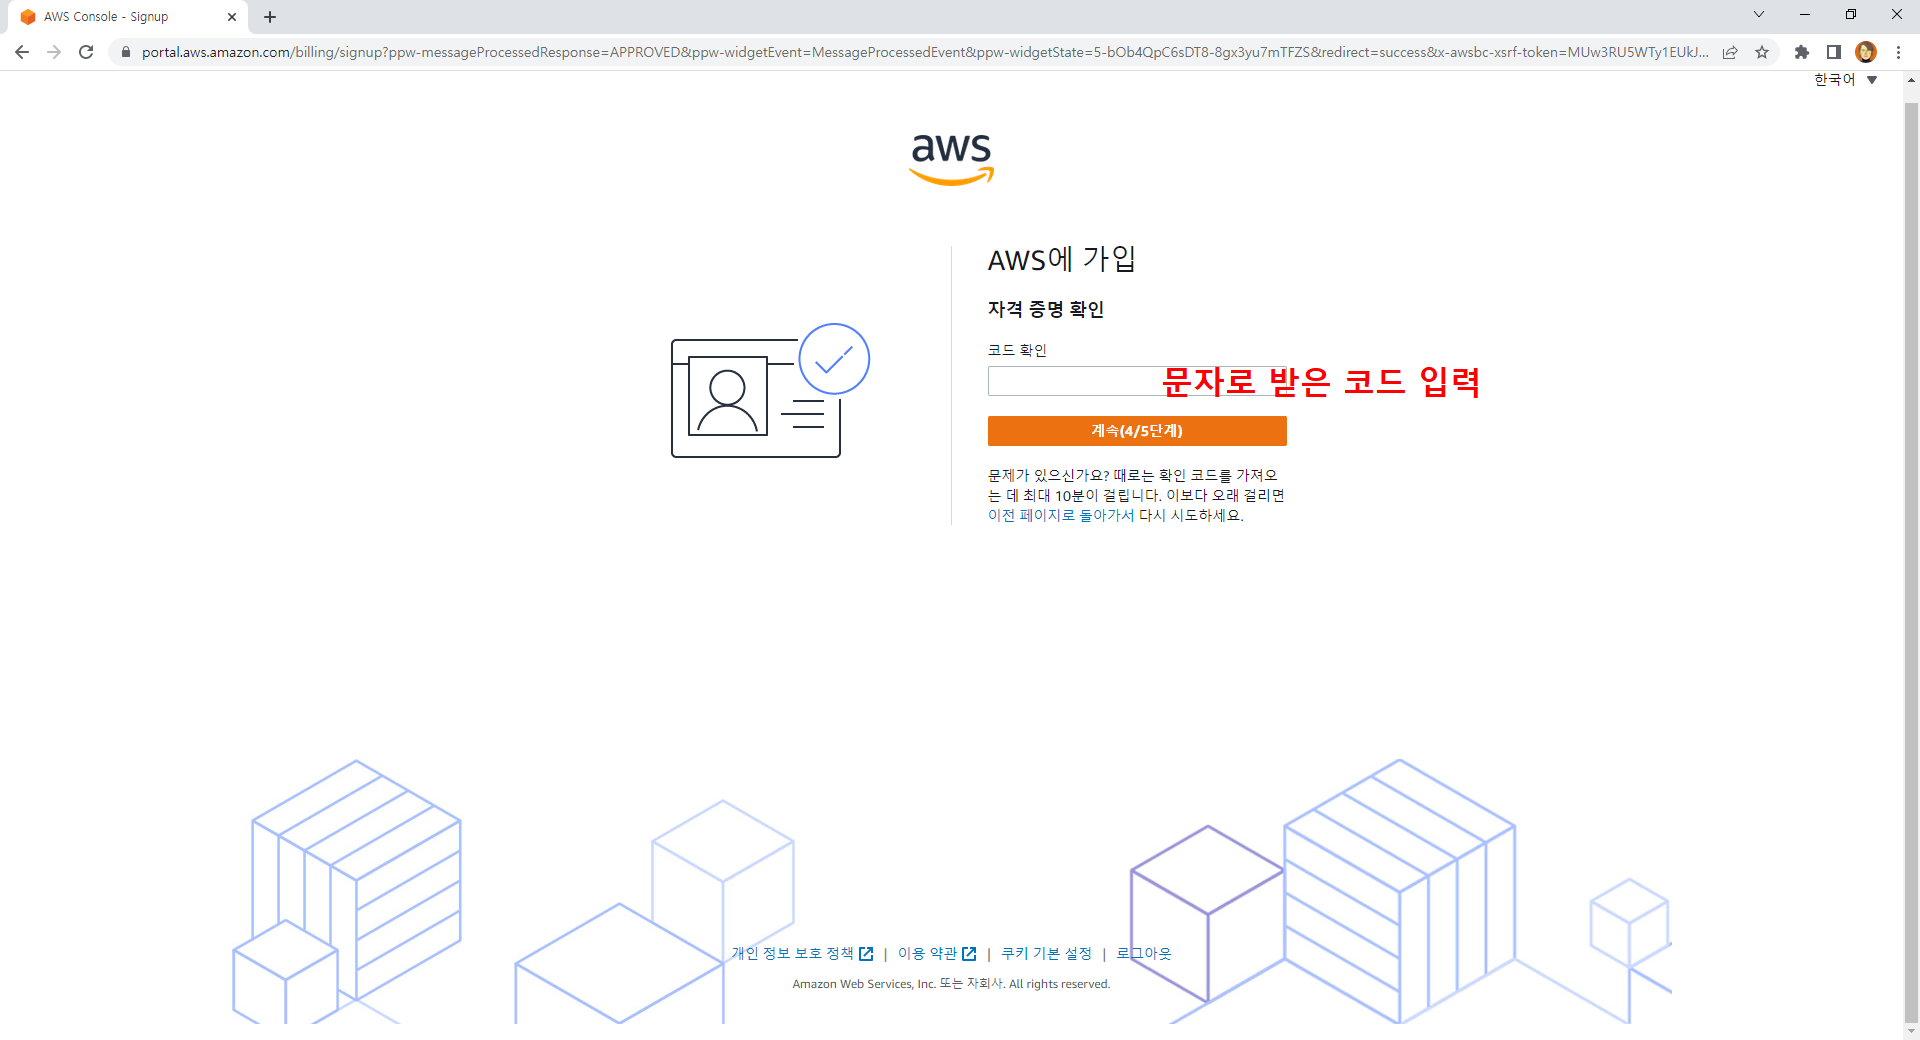 AWS Console - Signup
portal.aws.amazon.com/billing/signup?ppw-messageProcessedResponse=APPROVED&ppw-widgetEvent=MessageProcessedEvent&ppw-widgetState=5-bOb4QpC6sDT8-8gx3yu7mTFZS&redirect=success&x-awsbc-xsrf-token=MUw3RU5WTy1EUkJ...
한국어
aws
AWS에 가입
자격 증명 확인
코드 확인
문자로 받은 코드 입력
계속(4/5단계)
문제가 있으신가요? 때로는 확인 코드를 가져오
는 데 최대 10분이 걸립니다. 이보다 오래 걸리면
이전 페이지로 돌아가서 다시 시도하세요.
개인 정보 보호 정책 | 이용 약관 | 쿠키 기본 설정 | 로그아웃
Amazon Web Services, Inc. 또는 자회사. All rights reserved.